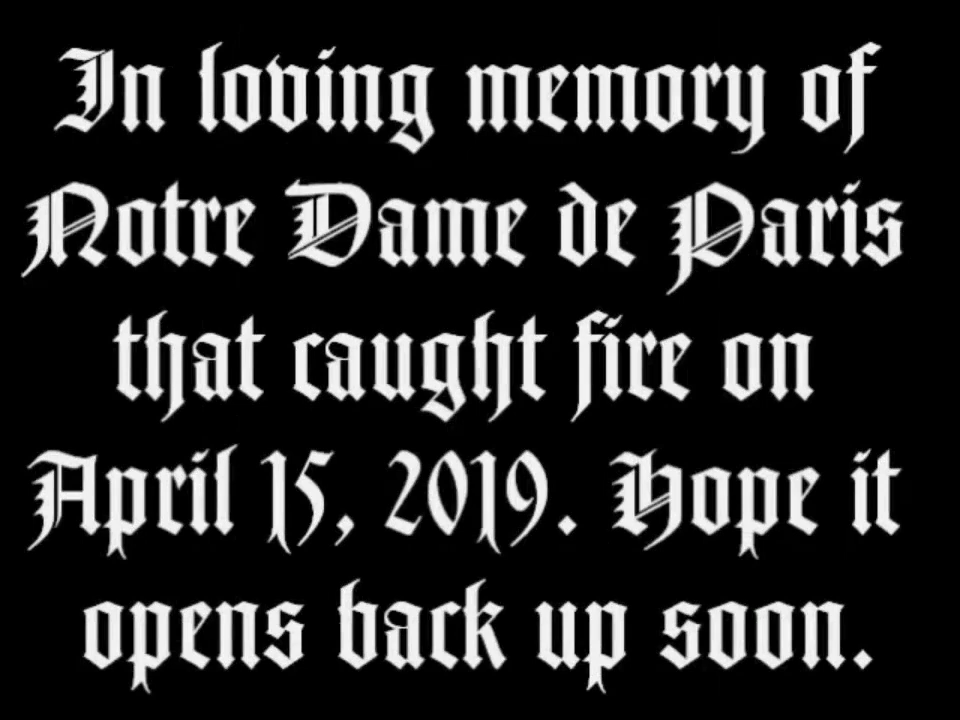 In loving memory of
Notre Dame de Paris
that caught fire on
April 15, 2019. Hope it
opens back up soon.